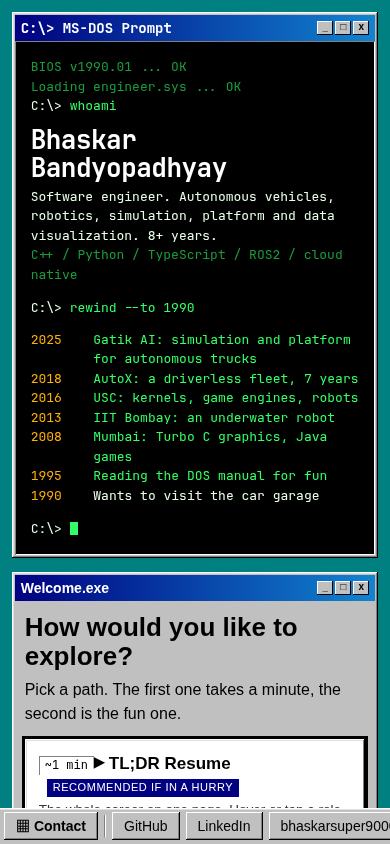 C:\> MS-DOS Prompt
BIOS v1990.01 ... OK
Loading engineer.sys ... OK
C:\> whoami
Bhaskar
Bandyopadhyay
Software engineer. Autonomous vehicles,
robotics, simulation, platform and data
visualization. 8+ years.
C++ / Python / TypeScript / ROS2 / cloud
native
C:\> rewind --to 1990
2025 Gatik AI: simulation and platform
for autonomous trucks
2018 AutoX: a driverless fleet, 7 years
2016 USC: kernels, game engines, robots
2013 IIT Bombay: an underwater robot
2008 Mumbai: Turbo C graphics, Java
games
1995 Reading the DOS manual for fun
1990 Wants to visit the car garage
C:\>
Welcome.exe
How would you like to
explore?
Pick a path. The first one takes a minute, the
second is the fun one.
~1 min ▶ TL;DR Resume
RECOMMENDED IF IN A HURRY
Contact GitHub LinkedIn